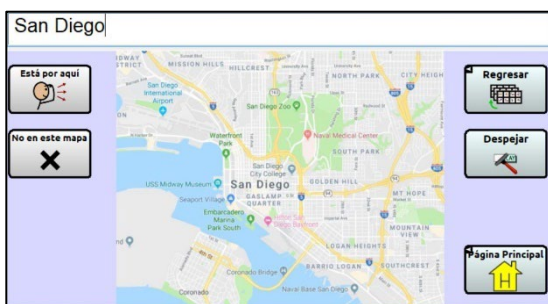 San Diego
Está por aquí
No en este mapa
Regresar
Despejar
Página Principal
H
MISSION HILLS
HILLCREST
NORTH PARK
CITY HEIGH
San Diego
International
Airport
San Diego Zoo
Waterfront
Park
Naval Medical Center
SOUTH PARK
San Diego
City College
USS Midway Museum
San Diego
GOLDEN HILL
MT HOPE
Seaport Village
GASLAMP
QUARTER
Embarcadero
Marina
Park South
MOUNTAIN
VIEW
LOGAN HEIGHTS
BARRIO LOGAN
SOUTHCREST
Coronado Bridge
Coronado
Naval Base San Diego